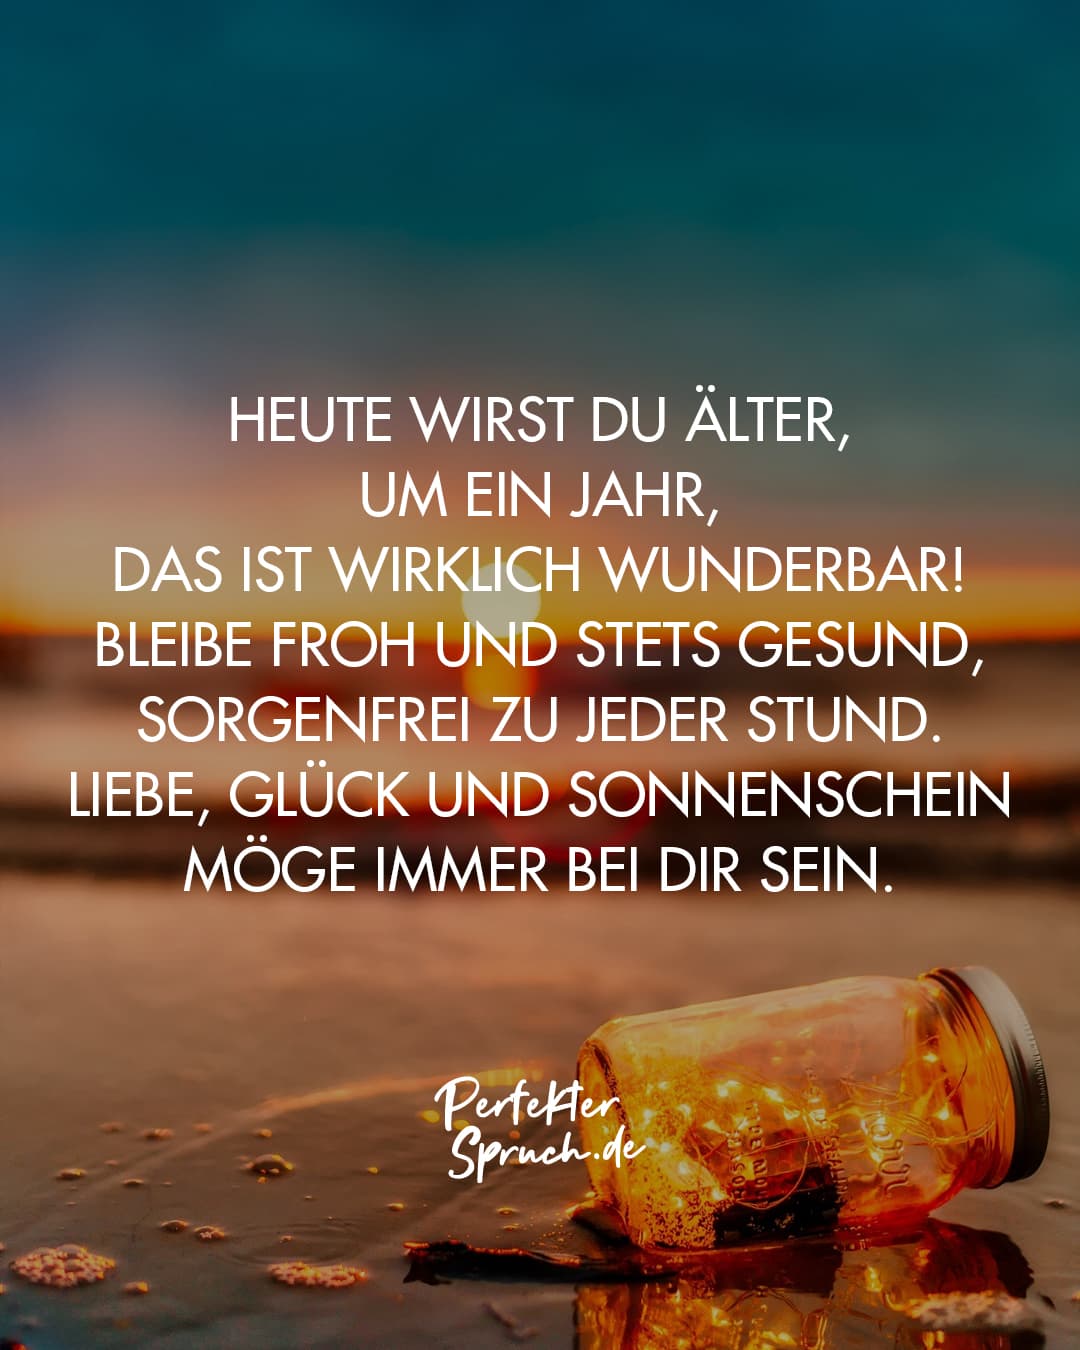 HEUTE WIRST DU ÄLTER,
UM EIN JAHR,
DAS IST WIRKLICH WUNDERBAR!
BLEIBE FROH UND STETS GESUND,
SORGENFREI ZU JEDER STUND.
LIEBE, GLÜCK UND SONNENSCHEIN
MÖGE IMMER BEI DIR SEIN.
Perfekter
Spruch.de